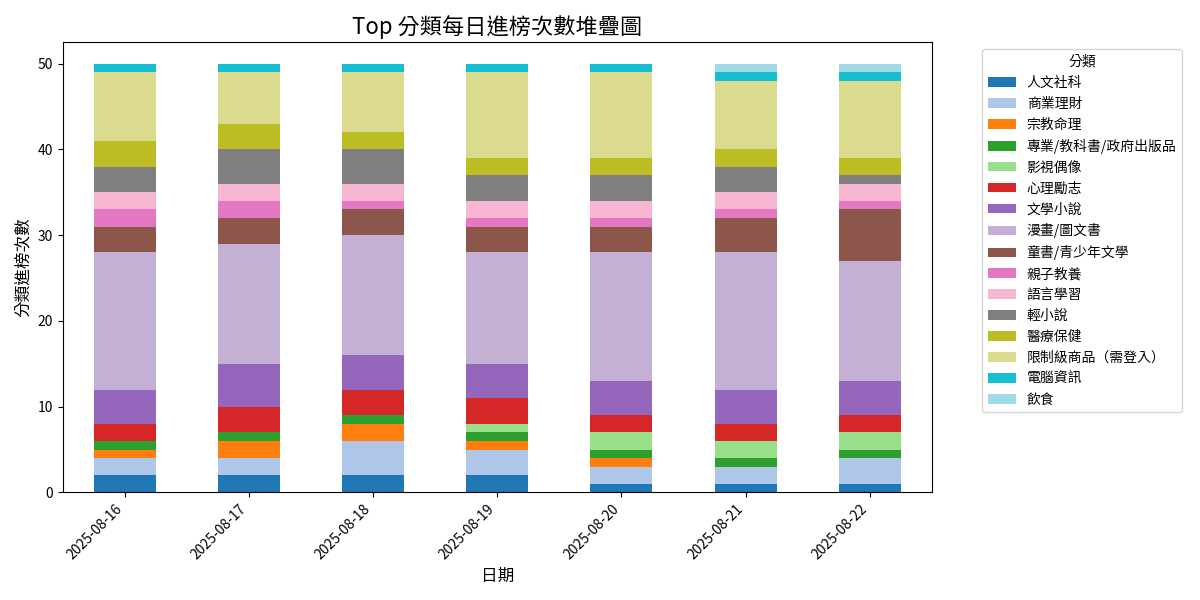 Top 分類每日進榜次數堆疊圖
分類進榜次數
50
40
30
20
10
0
2025-08-16
2025-08-17
2025-08-18
2025-08-19
2025-08-20
2025-08-21
2025-08-22
日期
分類
人文社科
商業理財
宗教命理
專業/教科書/政府出版品
影視偶像
心理勵志
文學小說
漫畫/圖文書
童書/青少年文學
親子教養
語言學習
輕小說
醫療保健
限制級商品（需登入）
電腦資訊
飲食